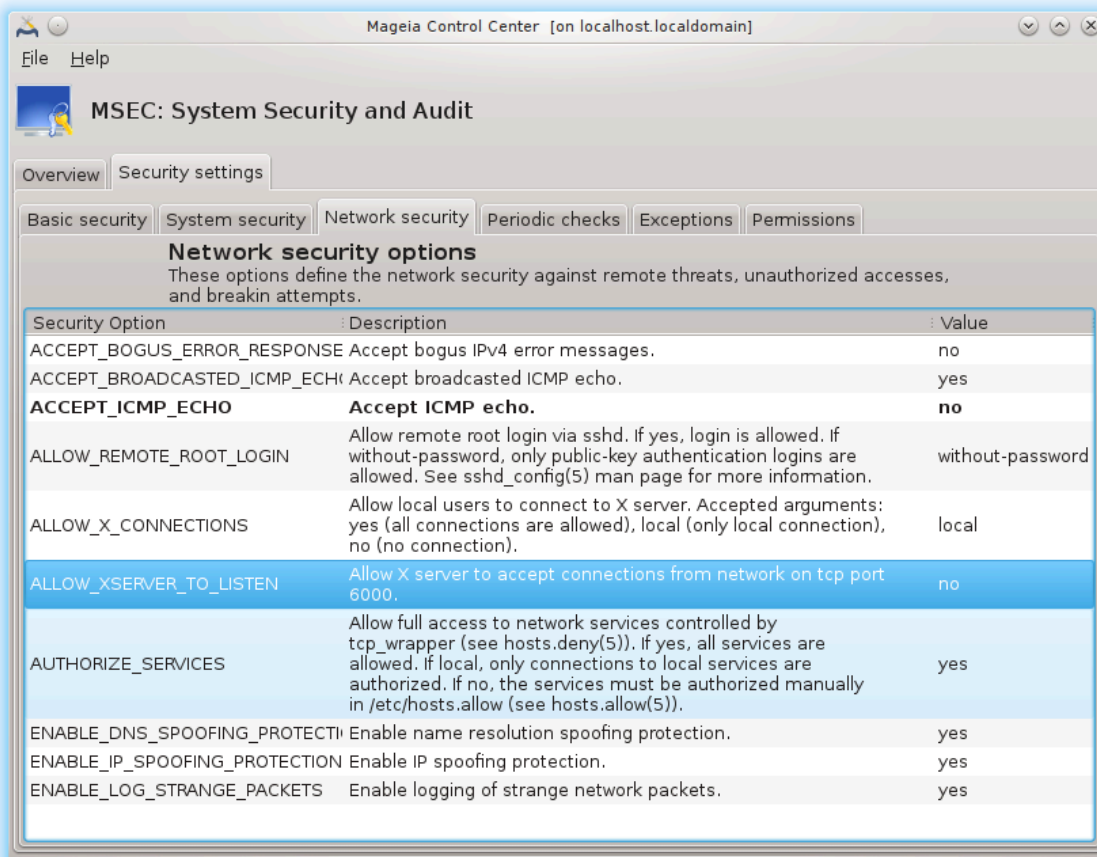 Mageia Control Center [on localhost.localdomain]
File Help
MSEC: System Security and Audit
Overview Security settings
Basic security System security Network security Periodic checks Exceptions Permissions
Network security options
These options define the network security against remote threats, unauthorized accesses,
and breakin attempts.
Security Option Description Value
ACCEPT_BOGUS_ERROR_RESPONSE Accept bogus IPv4 error messages. no
ACCEPT_BROADCASTED_ICMP_ECH Accept broadcasted ICMP echo. yes
ACCEPT_ICMP_ECHO Accept ICMP echo. no
Allow remote root login via sshd. If yes, login is allowed. If
ALLOW_REMOTE_ROOT_LOGIN without-password, only public-key authentication logins are without-password
allowed. See sshd_config(5) man page for more information.
Allow local users to connect to X server. Accepted arguments:
ALLOW_X_CONNECTIONS yes (all connections are allowed), local (only local connection), local
no (no connection).
ALLOW_XSERVER_TO_LISTEN Allow X server to accept connections from network on tcp port no
6000.
Allow full access to network services controlled by
tcp_wrapper (see hosts.deny(5)). If yes, all services are
AUTHORIZE_SERVICES allowed. If local, only connections to local services are yes
authorized. If no, the services must be authorized manually
in /etc/hosts.allow (see hosts.allow(5)).
ENABLE_DNS_SPOOFING_PROTECTI Enable name resolution spoofing protection. yes
ENABLE_IP_SPOOFING_PROTECTION Enable IP spoofing protection. yes
ENABLE_LOG_STRANGE_PACKETS Enable logging of strange network packets. yes